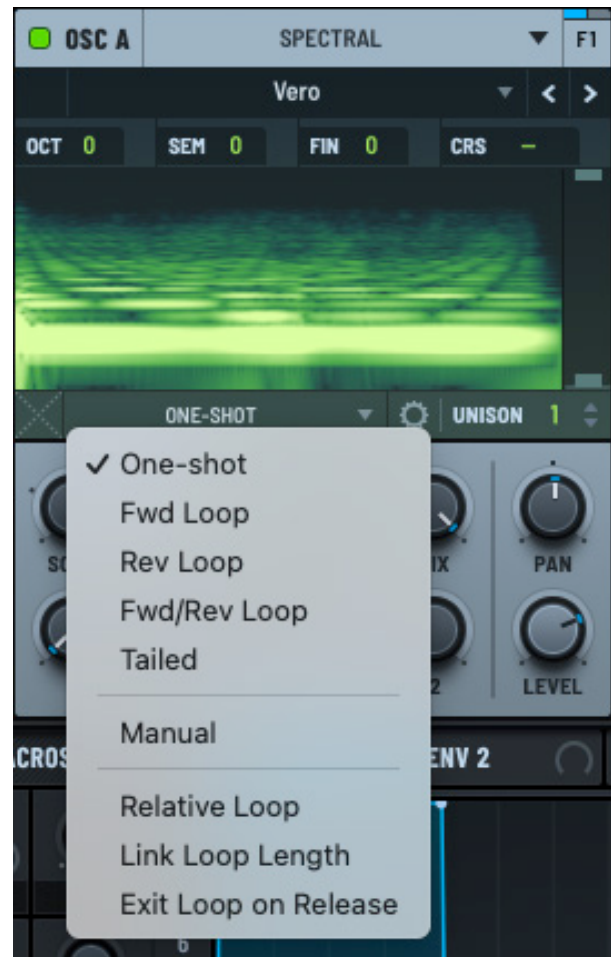 OSC A SPECTRAL F1
Vero
OCT 0 SEM 0 FIN 0 CRS –
ONE-SHOT UNISON 1
One-shot
Fwd Loop
Rev Loop
PAN
Fwd/Rev Loop
Tailed
LEVEL
Manual
ENV 2
Relative Loop
Link Loop Length
Exit Loop on Release
6